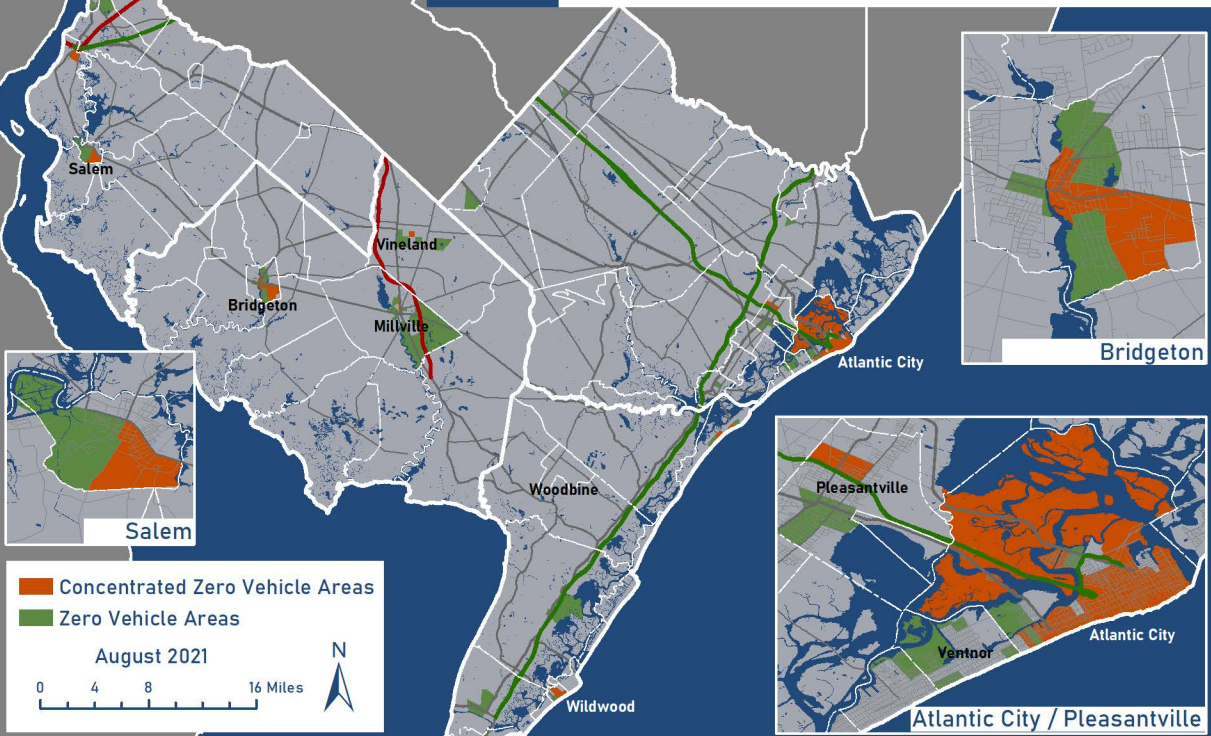 Salem
Vineland
Bridgeton
Millville
Atlantic City
Woodbine
Wildwood
Bridgeton
Salem
Pleasantville
Atlantic City
Ventnor
Atlantic City / Pleasantville
Concentrated Zero Vehicle Areas
Zero Vehicle Areas
August 2021
N
0 4 8 16 Miles